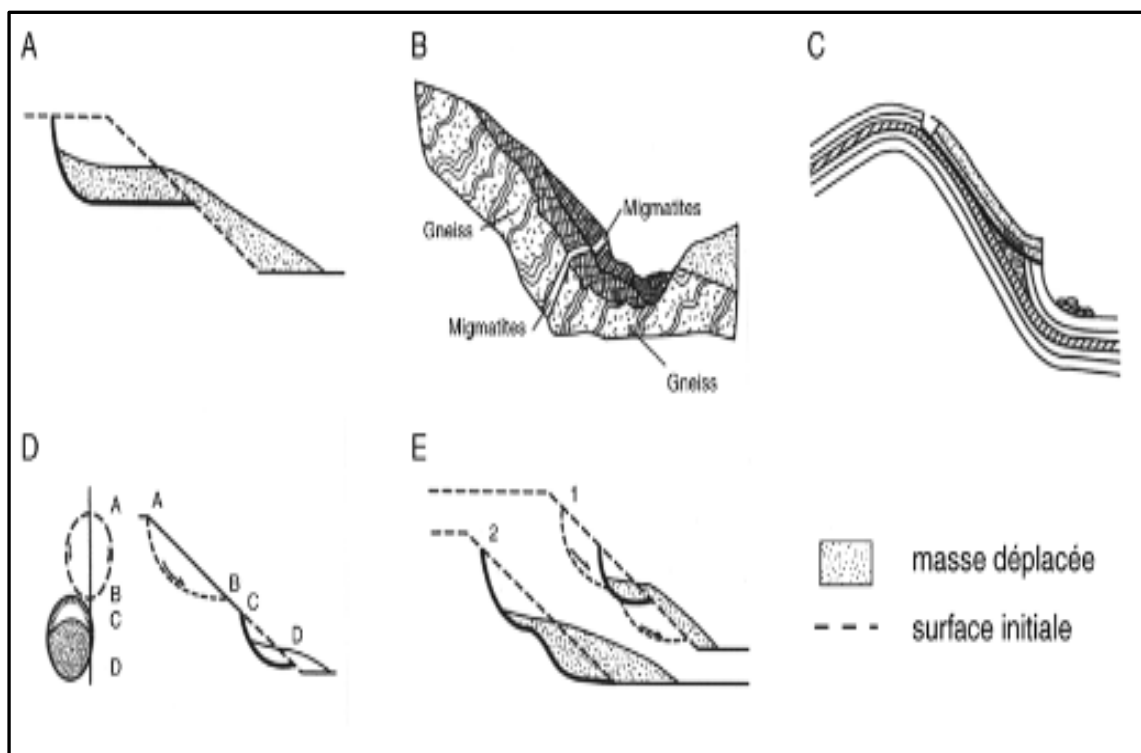 A
B
C
Gneiss
Migmatites
Migmatites
Gneiss
D
A
B
C
D
A
B
C
D
E
1
2
masse déplacée
surface initiale